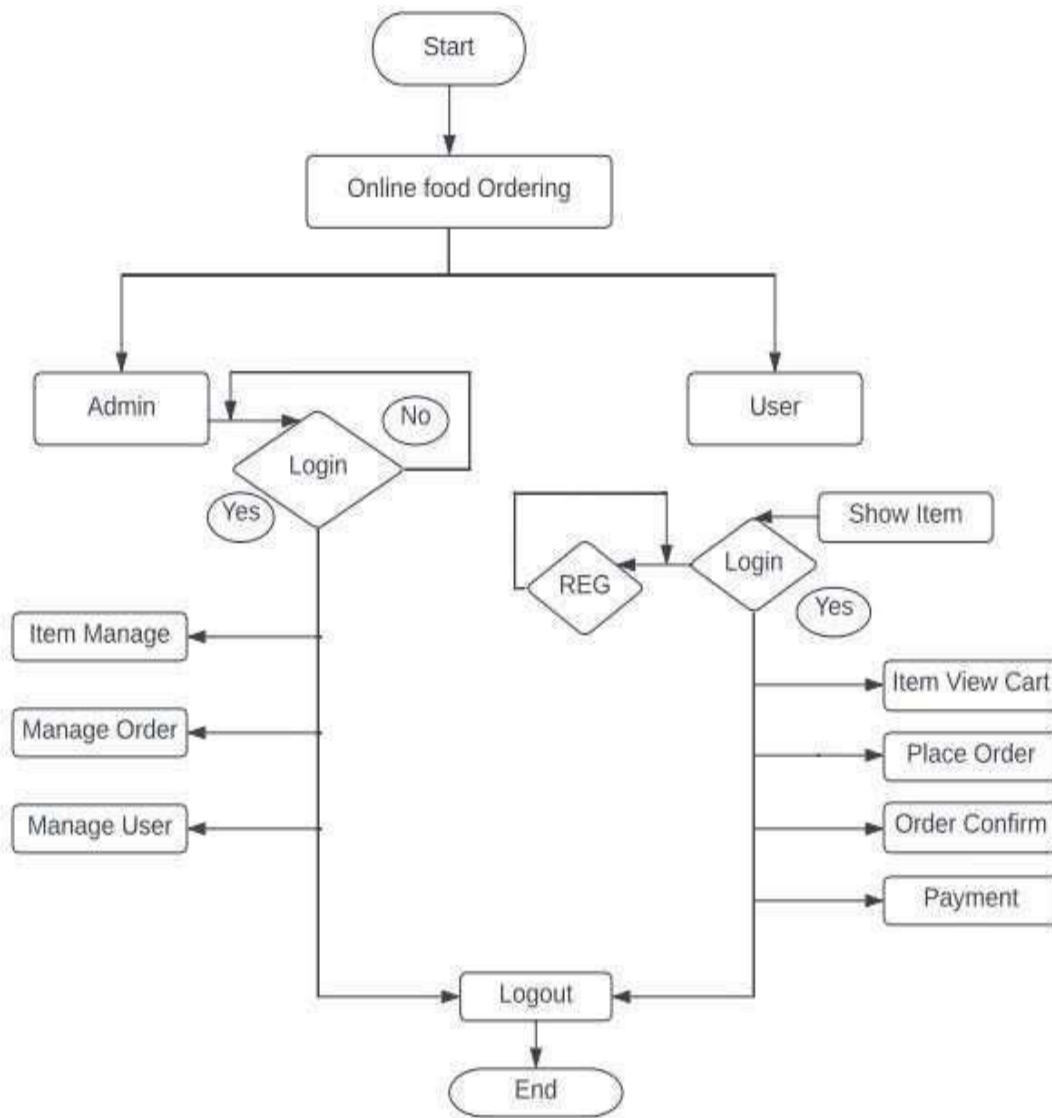 Start
Online food Ordering
Admin
No
Login
Yes
User
Show Item
Login
REG
Yes
Item Manage
Manage Order
Manage User
Item View Cart
Place Order
Order Confirm
Payment
Logout
End